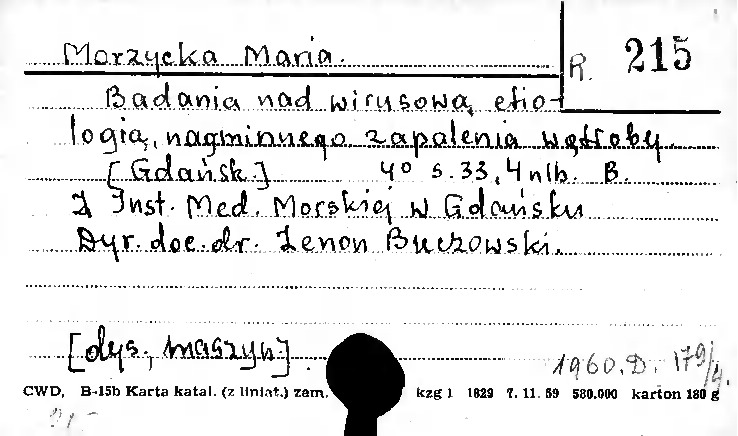 Morzycka Maria.
R. 215
Badania nad wirusową etio-
logią, nagminnego zapalenia wątroby.
[Gdańsk] 4° s. 33, 4 nlb. B.
Z Inst. Med. Morskiej w Gdańsku
Dyr. doc. dr. Zenon Buczowski.
[dys., maszyn].
1960. D. 179/4.
CWD, B-15b Karta katal. (z liniat.) zam. kzg 1 1829 7. 11. 59 580.000 karton 180 g